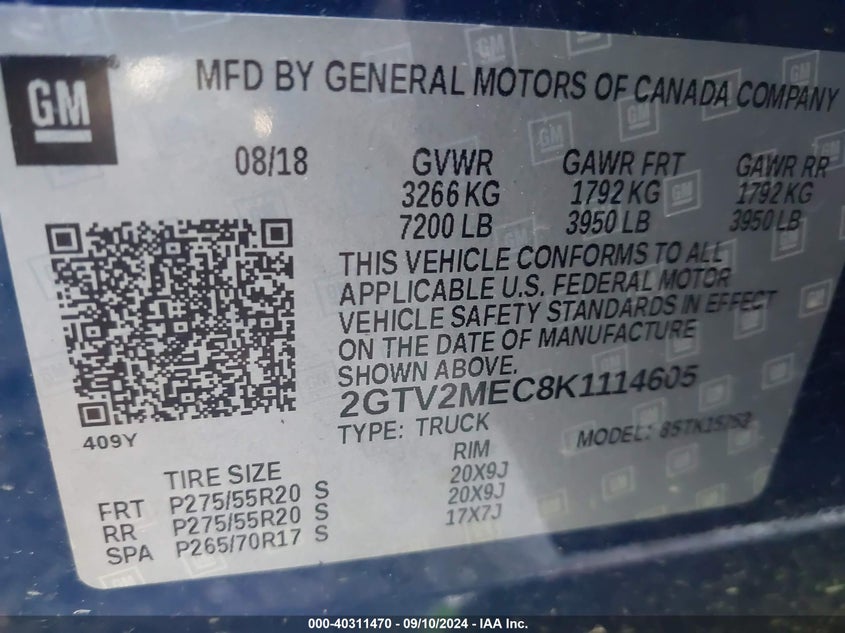 GM
MFD BY GENERAL MOTORS OF CANADA COMPANY
08/18 GVWR GAWR FRT GAWR RR
3266 KG 1792 KG 1792 KG
7200 LB 3950 LB 3950 LB
THIS VEHICLE CONFORMS TO ALL
APPLICABLE U.S. FEDERAL MOTOR
VEHICLE SAFETY STANDARDS IN EFFECT
ON THE DATE OF MANUFACTURE
SHOWN ABOVE.
2GTV2MEC8K1114605
TYPE: TRUCK MODEL:
409Y
TIRE SIZE RIM
FRT P275/55R20 S 20X9J
RR P275/55R20 S 20X9J
SPA P265/70R17 S 17X7J
000-40311470 - 09/10/2024 - IAA Inc.